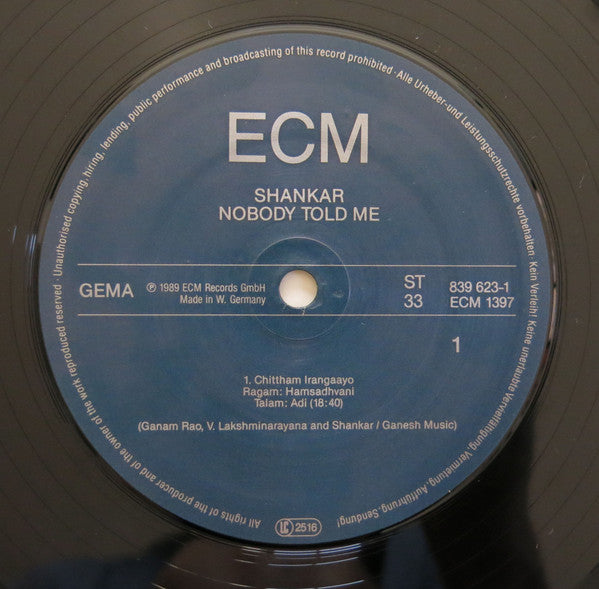 All rights of the producer and of the owner of the work reproduced reserved · Unauthorised copying, hiring, lending, public performance and broadcasting of this record prohibited · Alle Urheber-und Leistungsschutzrechte vorbehalten · Kein Verleih! Keine unerlaubte Vervielfältigung, Vermietung, Aufführung, Sendung!
ECM
SHANKAR
NOBODY TOLD ME
GEMA
℗ 1989 ECM Records GmbH
Made in W. Germany
ST
33
839 623-1
ECM 1397
1
1. Chittham Irangaayo
Ragam: Hamsadhvani
Talam: Adi (18:40)
(Ganam Rao, V. Lakshminarayana and Shankar / Ganesh Music)
LC 2516